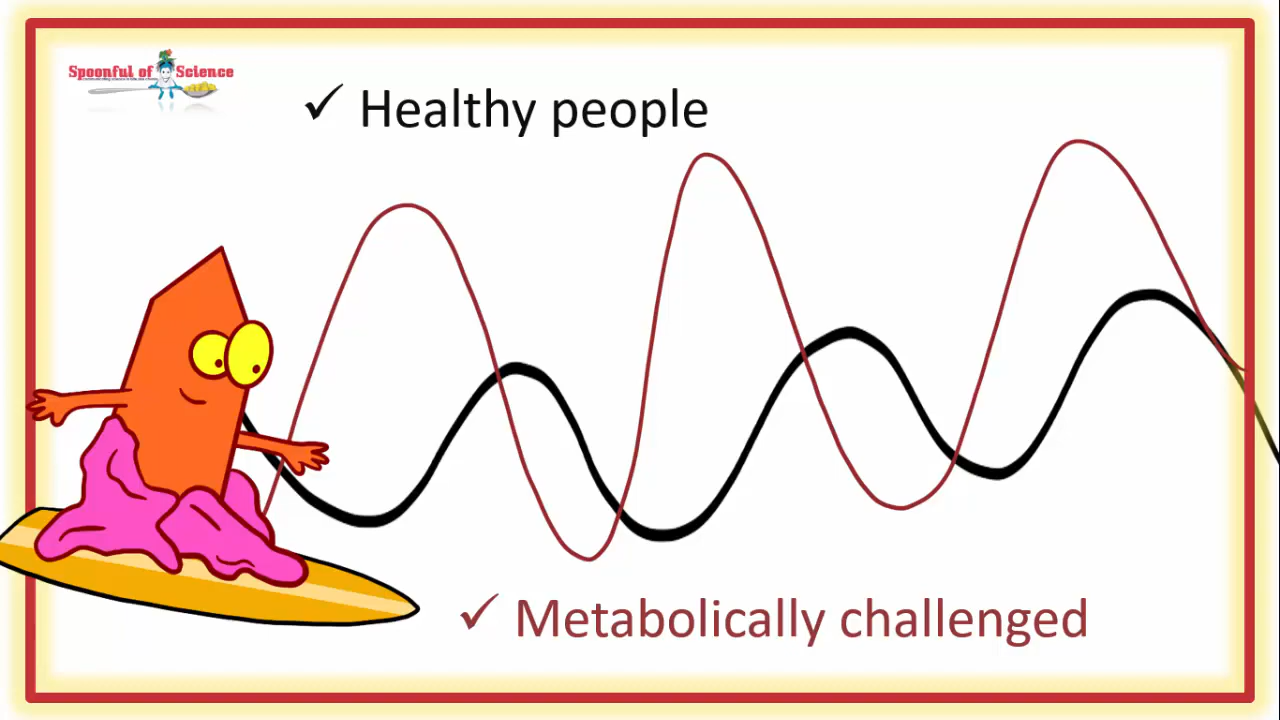 Spoonful of Science
✓ Healthy people
✓ Metabolically challenged